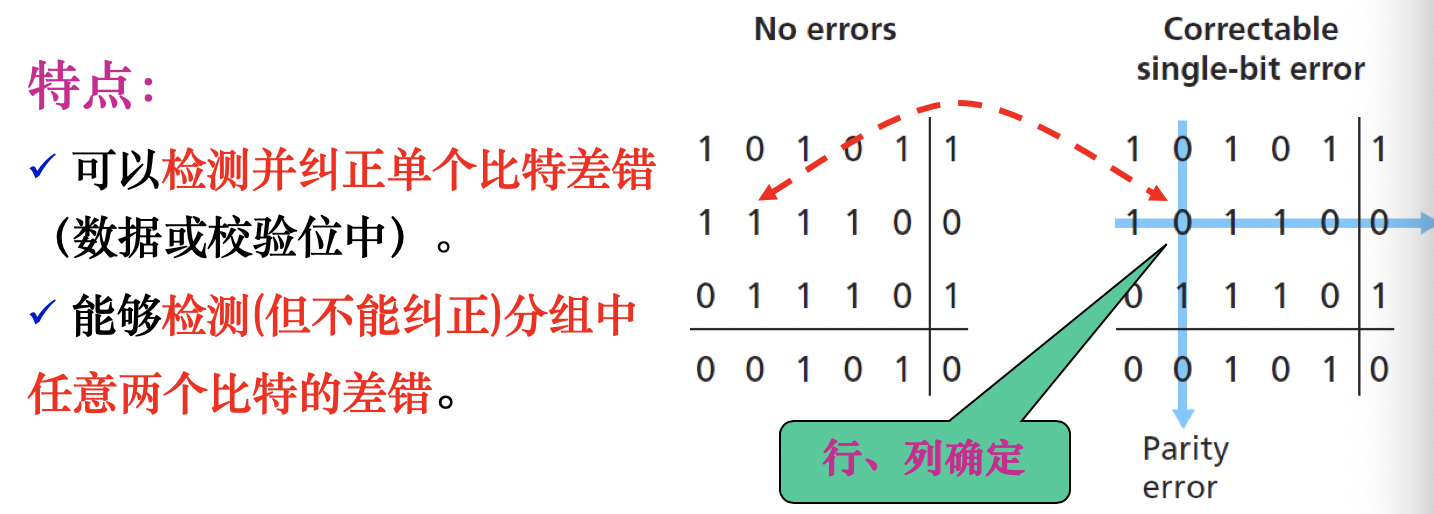 特点：
✓ 可以检测并纠正单个比特差错
（数据或校验位中）。
✓ 能够检测(但不能纠正)分组中
任意两个比特的差错。
No errors
1 0 1 0 1 1
1 1 1 1 0 0
0 1 1 1 0 1
0 0 1 0 1 0
Correctable
single-bit error
1 0 1 0 1 1
1 0 1 1 0 0
0 1 1 1 0 1
0 0 1 0 1 0
行、列确定
Parity
error